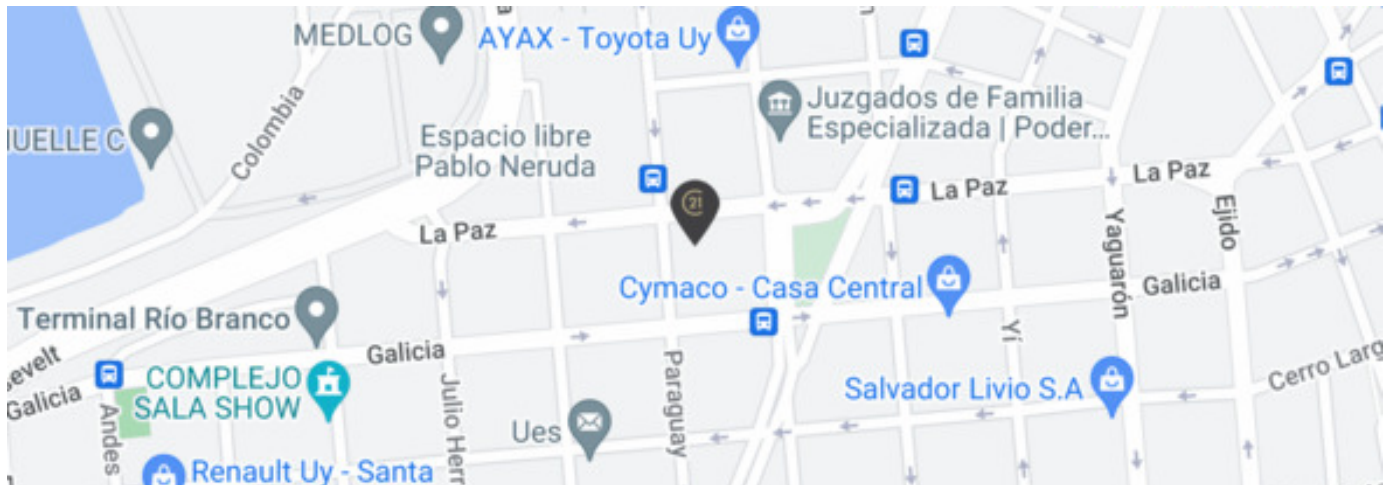 MEDLOG
AYAX - Toyota Uy
Juzgados de Familia
Especializada | Poder...
Espacio libre
Pablo Neruda
Colombia
21
La Paz
La Paz
La Paz
Ejido
Yaguarón
Cymaco - Casa Central
Galicia
Terminal Río Branco
Yí
Galicia
Paraguay
COMPLEJO
SALA SHOW
Galicia
Julio Herr
Salvador Livio S.A
Cerro Larg
Andes
Ues
Renault Uy - Santa